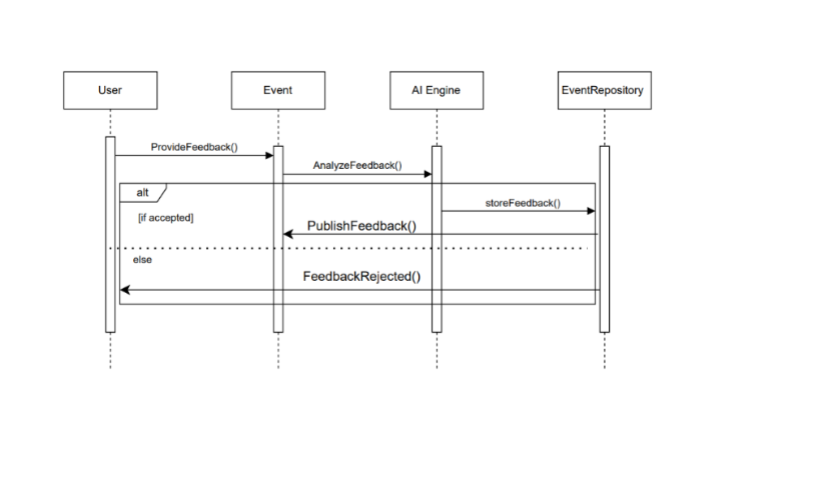 User
Event
AI Engine
EventRepository
ProvideFeedback()
AnalyzeFeedback()
alt
storeFeedback()
[if accepted]
PublishFeedback()
else
FeedbackRejected()